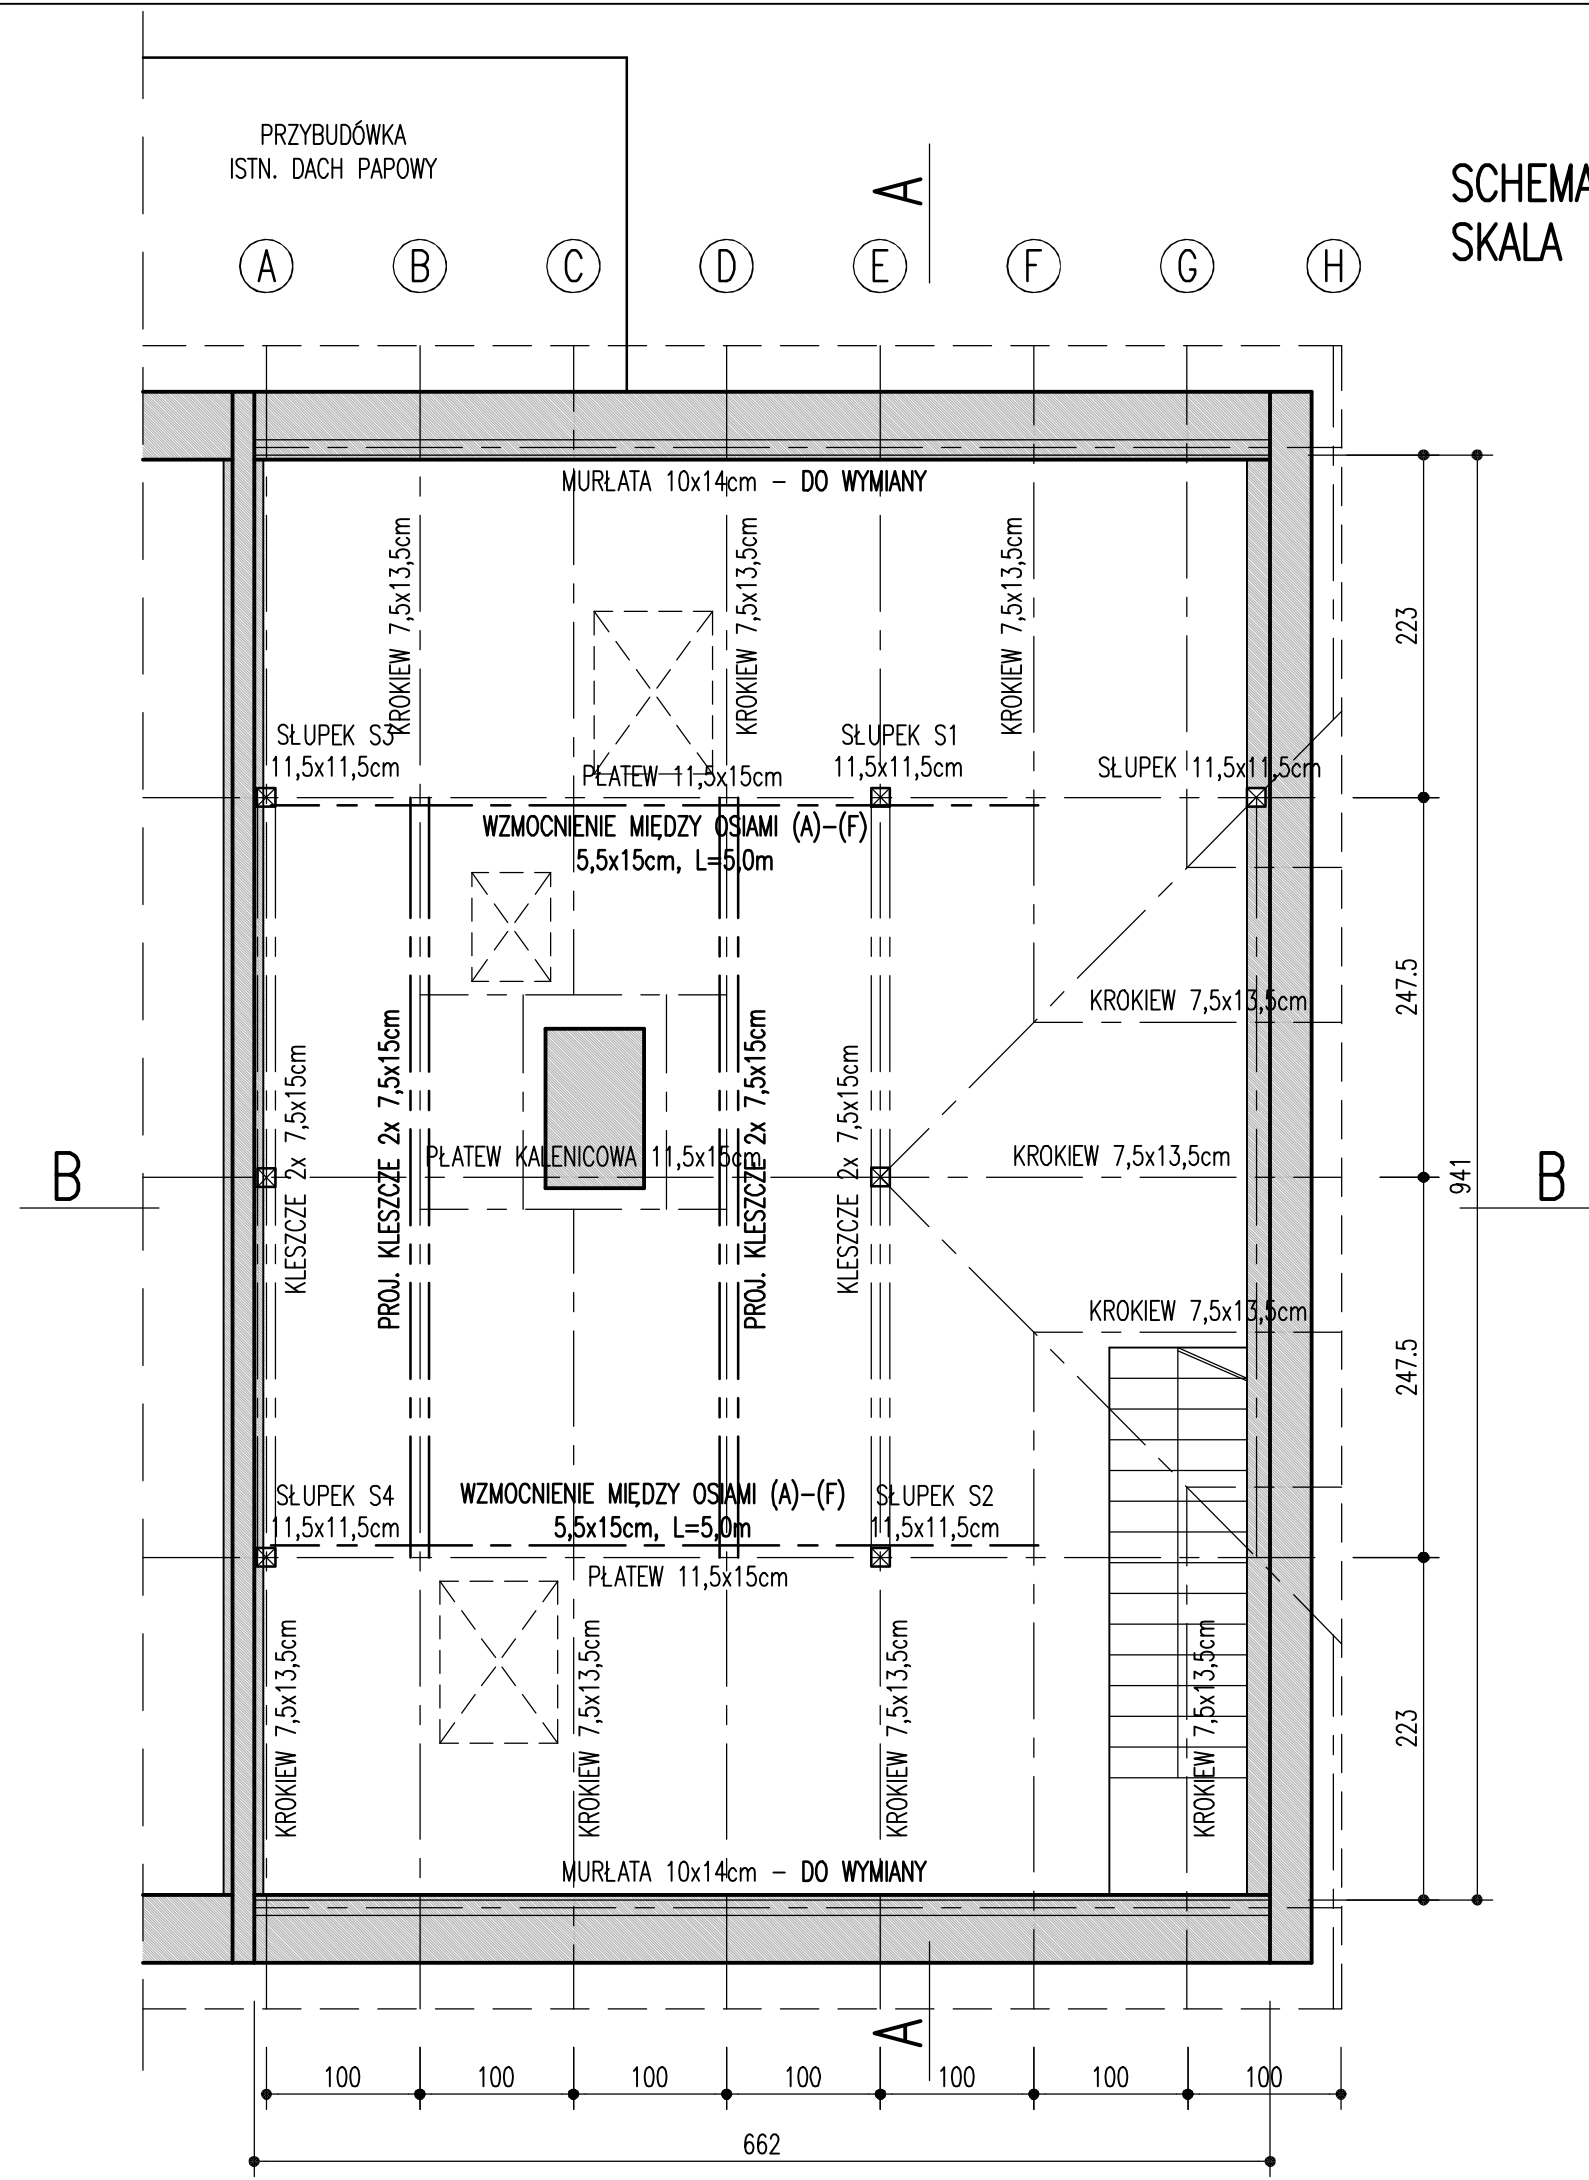 PRZYBUDÓWKA
ISTN. DACH PAPOWY
A
SCHEMA
SKALA
A
B
C
D
E
F
G
H
MURŁATA 10x14cm – DO WYMIANY
KROKIEW 7,5x13,5cm
KROKIEW 7,5x13,5cm
KROKIEW 7,5x13,5cm
223
SŁUPEK S3
11,5x11,5cm
PŁATEW 11,5x15cm
SŁUPEK S1
11,5x11,5cm
SŁUPEK 11,5x11,5cm
WZMOCNIENIE MIĘDZY OSIAMI (A)–(F)
5,5x15cm, L=5,0m
247.5
KROKIEW 7,5x13,5cm
KLESZCZE 2x 7,5x15cm
PROJ. KLESZCZE 2x 7,5x15cm
PROJ. KLESZCZE 2x 7,5x15cm
KLESZCZE 2x 7,5x15cm
PŁATEW KALENICOWA 11,5x15cm
KROKIEW 7,5x13,5cm
B
941
B
KROKIEW 7,5x13,5cm
247.5
SŁUPEK S4
11,5x11,5cm
WZMOCNIENIE MIĘDZY OSIAMI (A)–(F)
5,5x15cm, L=5,0m
SŁUPEK S2
11,5x11,5cm
PŁATEW 11,5x15cm
KROKIEW 7,5x13,5cm
KROKIEW 7,5x13,5cm
KROKIEW 7,5x13,5cm
KROKIEW 7,5x13,5cm
223
MURŁATA 10x14cm – DO WYMIANY
A
100
100
100
100
100
100
100
662